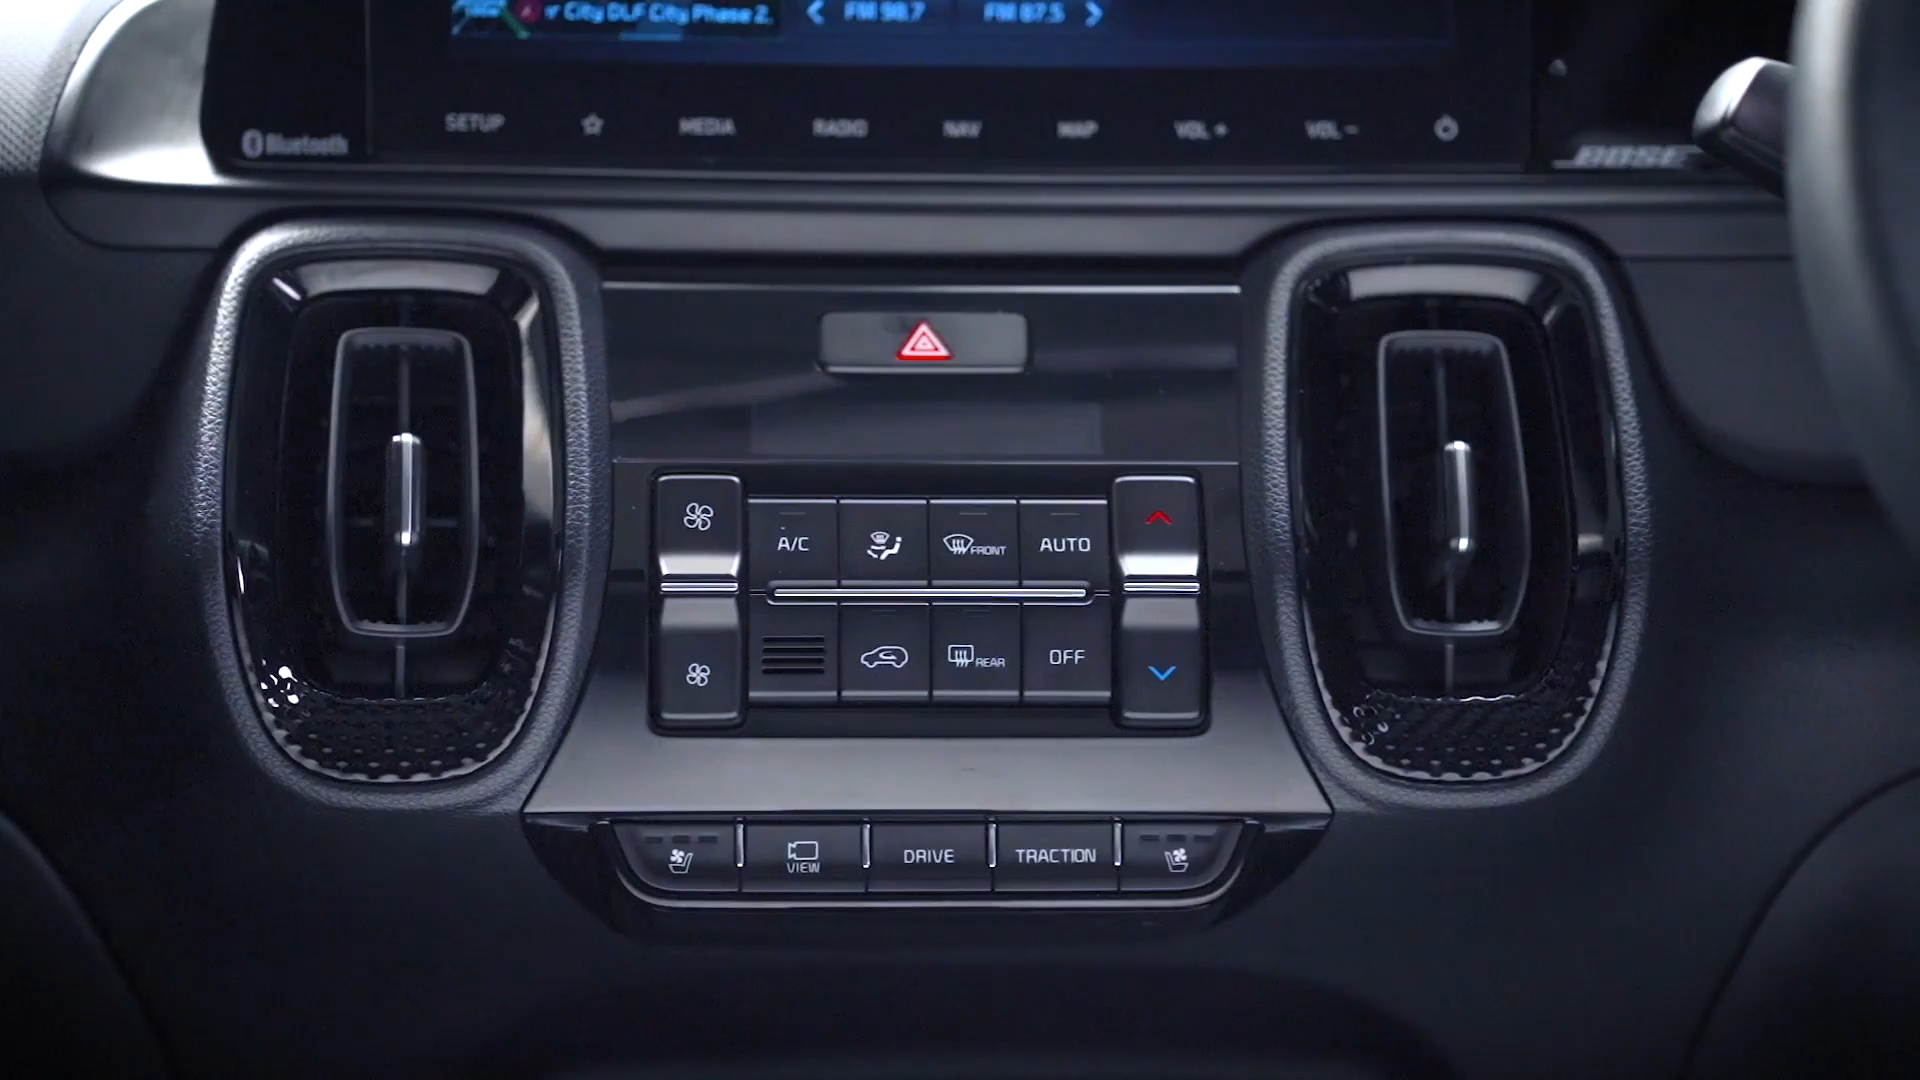 City DLF City Phase 2,
FM 98.7
FM 87.5
SETUP
MEDIA
RADIO
NAV
MAP
VOL +
VOL -
Bluetooth
BOSE
A/C
FRONT
AUTO
REAR
OFF
VIEW
DRIVE
TRACTION